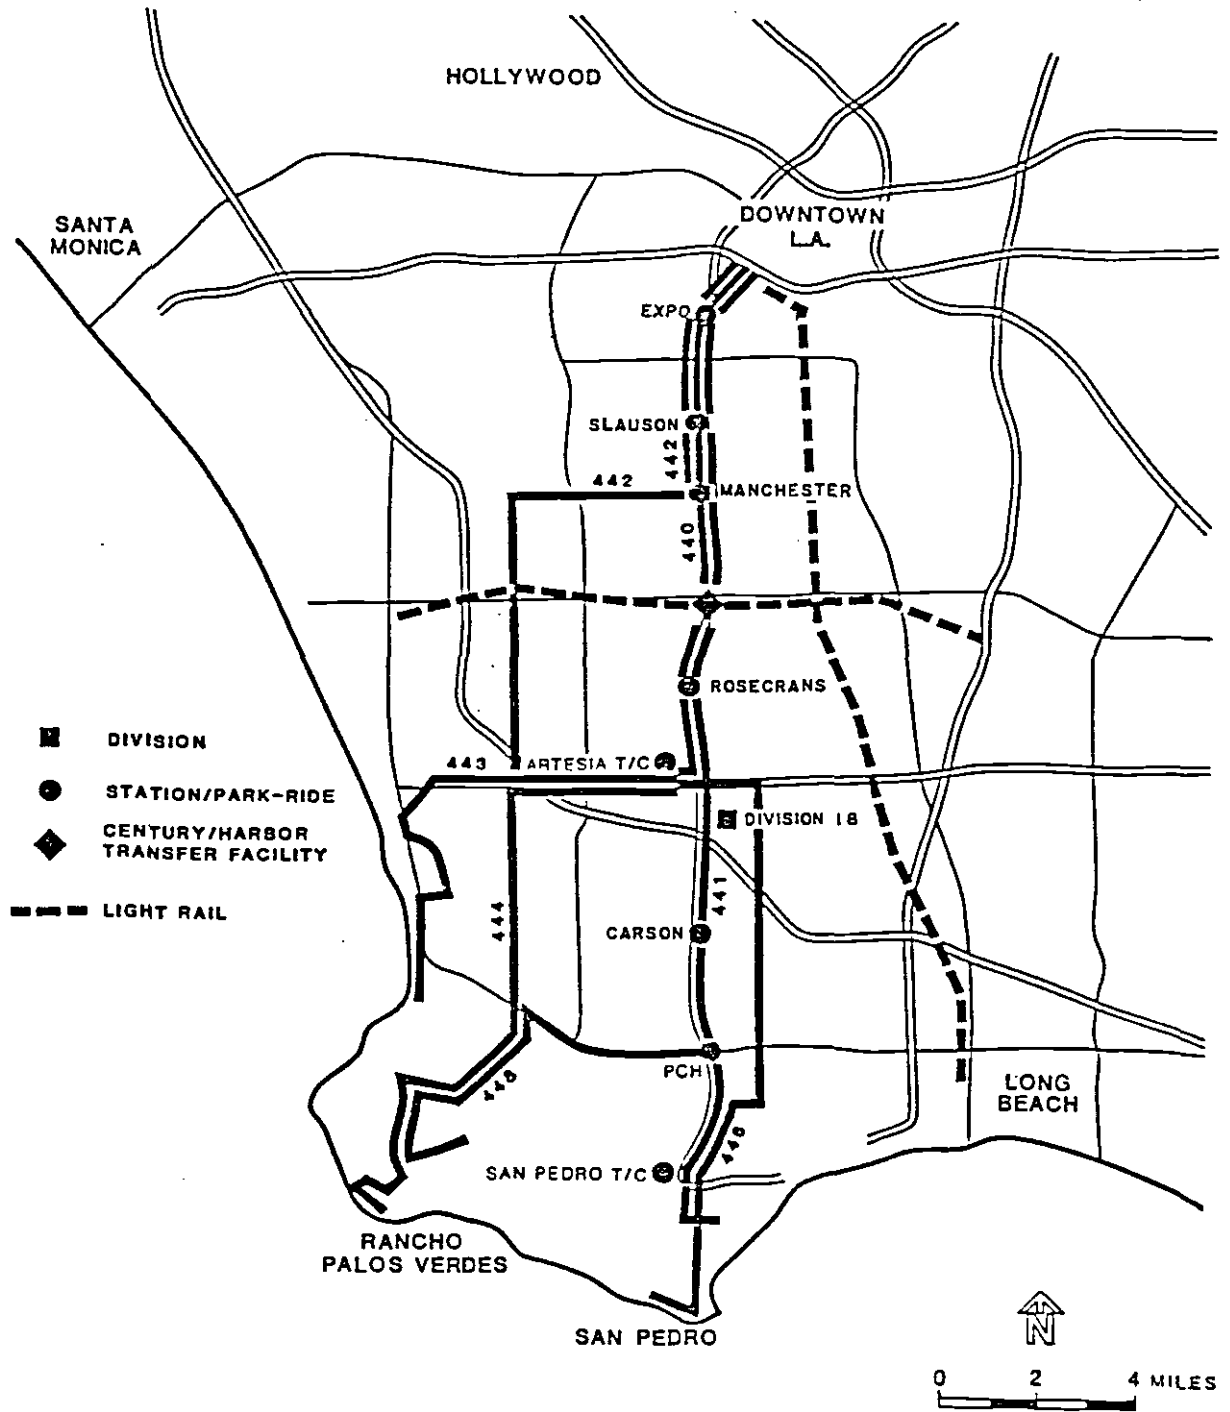 HOLLYWOOD
SANTA
MONICA
DOWNTOWN
L.A.
EXPO
SLAUSON
442
442
MANCHESTER
440
ROSECRANS
DIVISION
443
ARTESIA T/C
STATION/PARK-RIDE
DIVISION 18
CENTURY/HARBOR
TRANSFER FACILITY
441
LIGHT RAIL
444
CARSON
PCH
448
LONG
BEACH
446
SAN PEDRO T/C
RANCHO
PALOS VERDES
SAN PEDRO
N
0 2 4 MILES